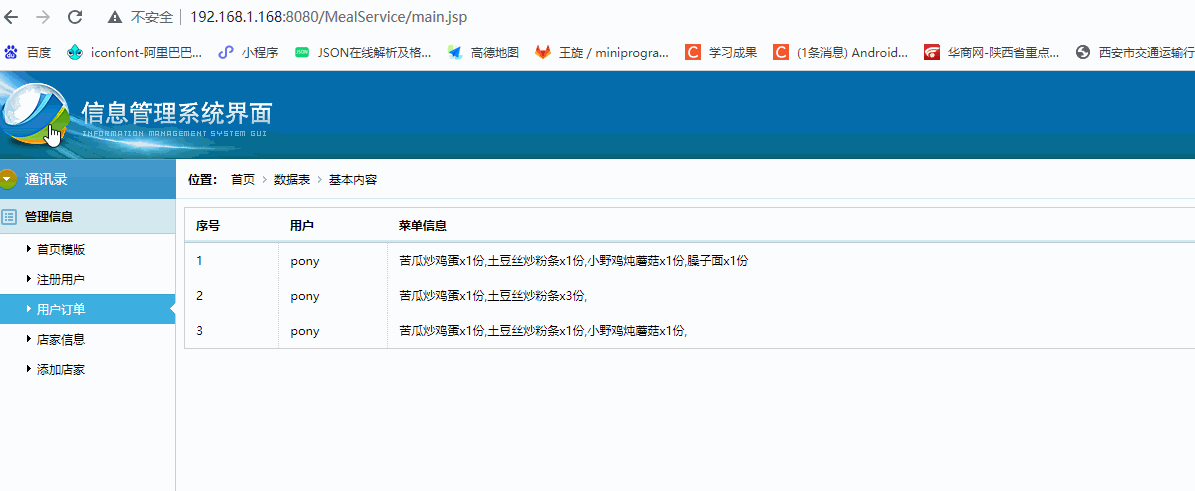 不安全 192.168.1.168:8080/MealService/main.jsp
百度 iconfont-阿里巴巴... 小程序 JSON在线解析及格... 高德地图 王旋 / miniprogra... 学习成果 (1条消息) Android... 华商网-陕西省重点... 西安市交通运输行
信息管理系统界面
INFORMATION MANAGEMENT SYSTEM GUI
通讯录
位置： 首页 数据表 基本内容
管理信息
首页模版
注册用户
用户订单
店家信息
添加店家
序号 用户 菜单信息
1 pony 苦瓜炒鸡蛋x1份,土豆丝炒粉条x1份,小野鸡炖蘑菇x1份,臊子面x1份
2 pony 苦瓜炒鸡蛋x1份,土豆丝炒粉条x3份,
3 pony 苦瓜炒鸡蛋x1份,土豆丝炒粉条x1份,小野鸡炖蘑菇x1份,